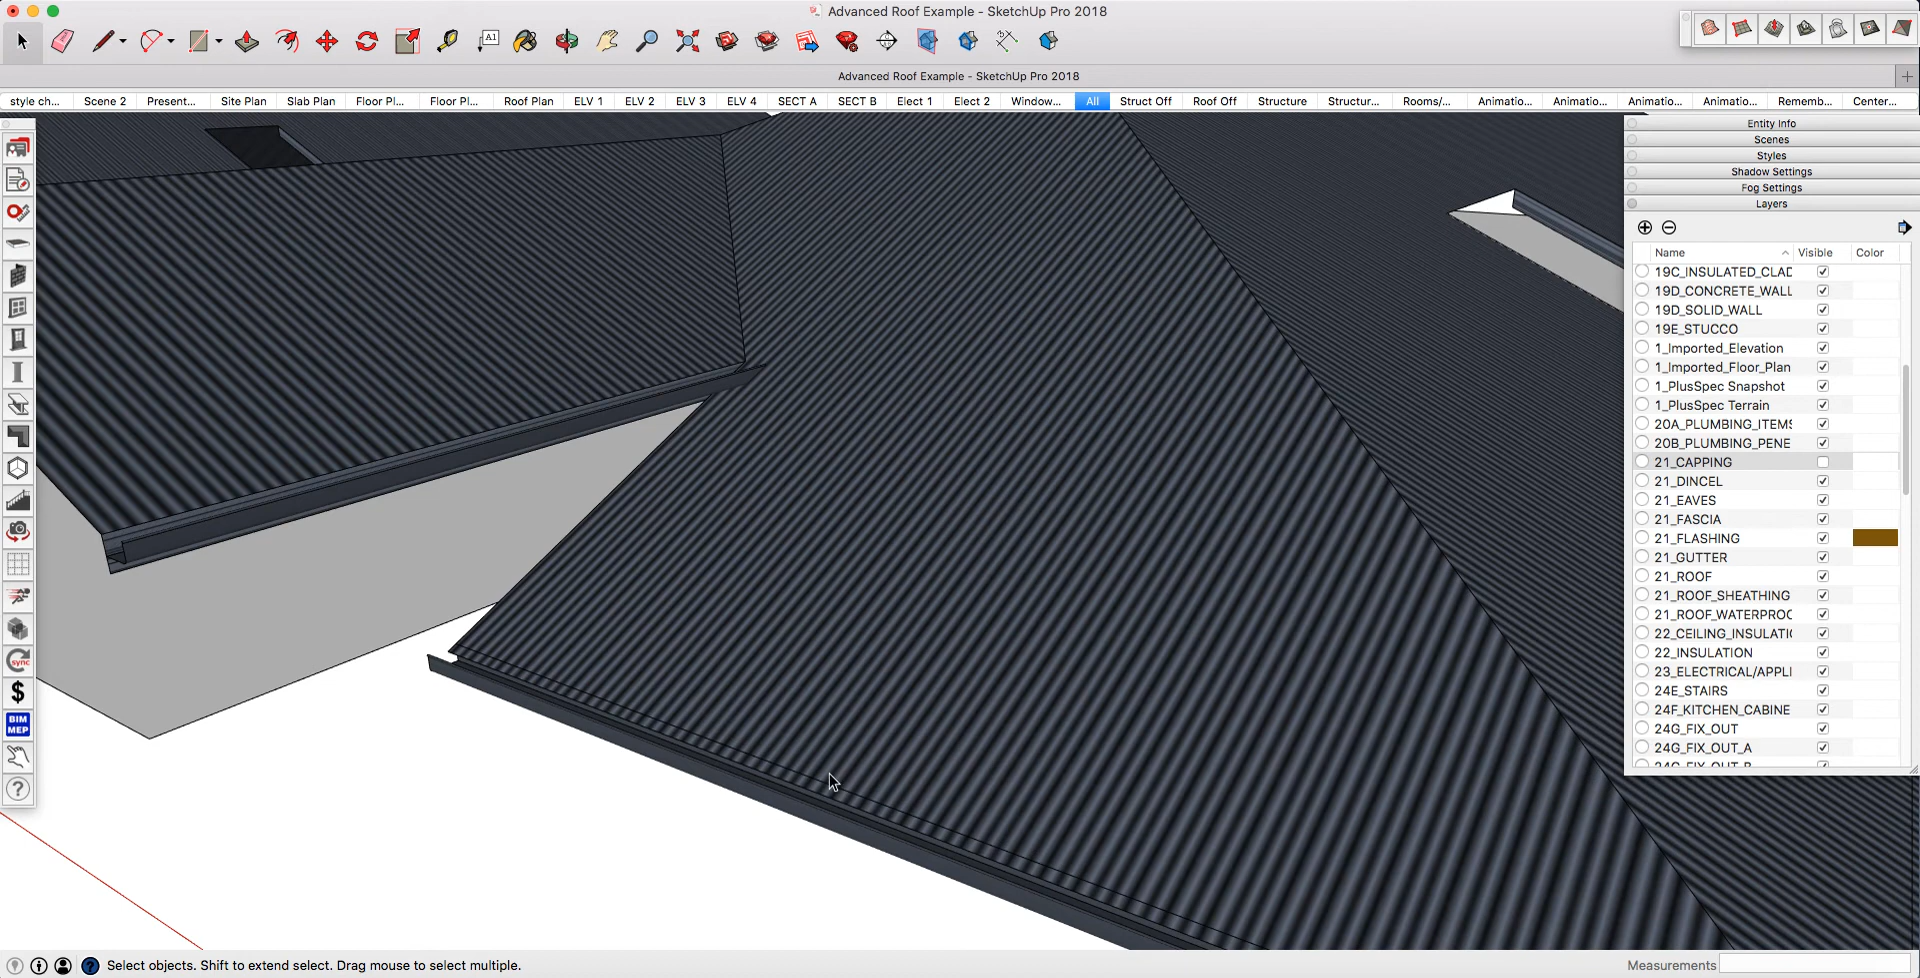 Advanced Roof Example - SketchUp Pro 2018
A1
Advanced Roof Example - SketchUp Pro 2018
style ch... Scene 2 Present... Site Plan Slab Plan Floor Pl... Floor Pl... Roof Plan ELV 1 ELV 2 ELV 3 ELV 4 SECT A SECT B Elect 1 Elect 2 Window... All Struct Off Roof Off Structure Structur... Rooms/... Animatio... Animatio... Animatio... Animatio... Rememb... Center...
Entity Info
Scenes
Styles
Shadow Settings
Fog Settings
Layers
Name Visible Color
19C_INSULATED_CLAD
19D_CONCRETE_WALL
19D_SOLID_WALL
19E_STUCCO
1_Imported_Elevation
1_Imported_Floor_Plan
1_PlusSpec Snapshot
1_PlusSpec Terrain
20A_PLUMBING_ITEMS
20B_PLUMBING_PENE
21_CAPPING
21_DINCEL
21_EAVES
21_FASCIA
21_FLASHING
21_GUTTER
21_ROOF
21_ROOF_SHEATHING
21_ROOF_WATERPROC
22_CEILING_INSULATI
22_INSULATION
23_ELECTRICAL/APPLI
24E_STAIRS
24F_KITCHEN_CABINE
24G_FIX_OUT
24G_FIX_OUT_A
sync
$
BIM
MEP
?
? Select objects. Shift to extend select. Drag mouse to select multiple.
Measurements